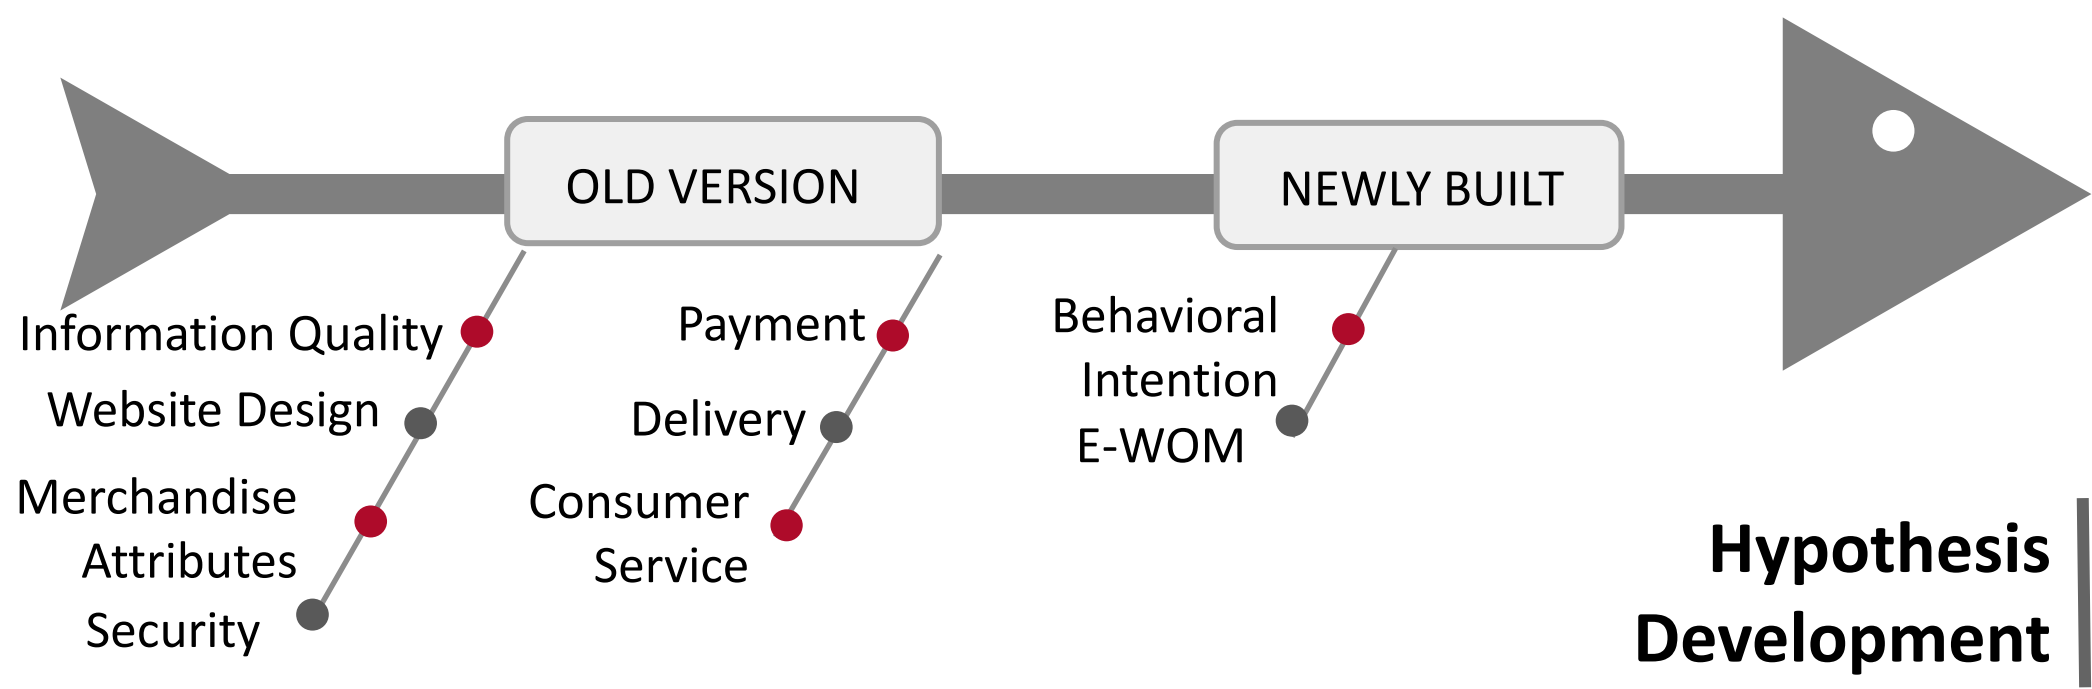 OLD VERSION
NEWLY BUILT
Information Quality
Website Design
Merchandise
Attributes
Security
Payment
Delivery
Consumer
Service
Behavioral
Intention
E-WOM
Hypothesis
Development